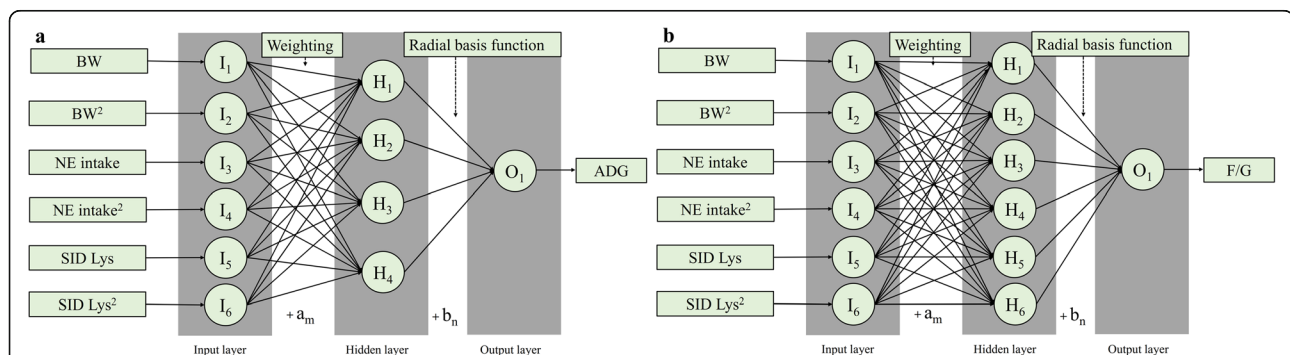 a
Weighting
Radial basis function
BW
I1
BW2
I2
NE intake
I3
NE intake2
I4
SID Lys
I5
SID Lys2
I6
H1
H2
H3
H4
O1
ADG
+ am
+ bn
Input layer
Hidden layer
Output layer
b
Weighting
Radial basis function
BW
I1
BW2
I2
NE intake
I3
NE intake2
I4
SID Lys
I5
SID Lys2
I6
H1
H2
H3
H4
H5
H6
O1
F/G
+ am
+ bn
Input layer
Hidden layer
Output layer